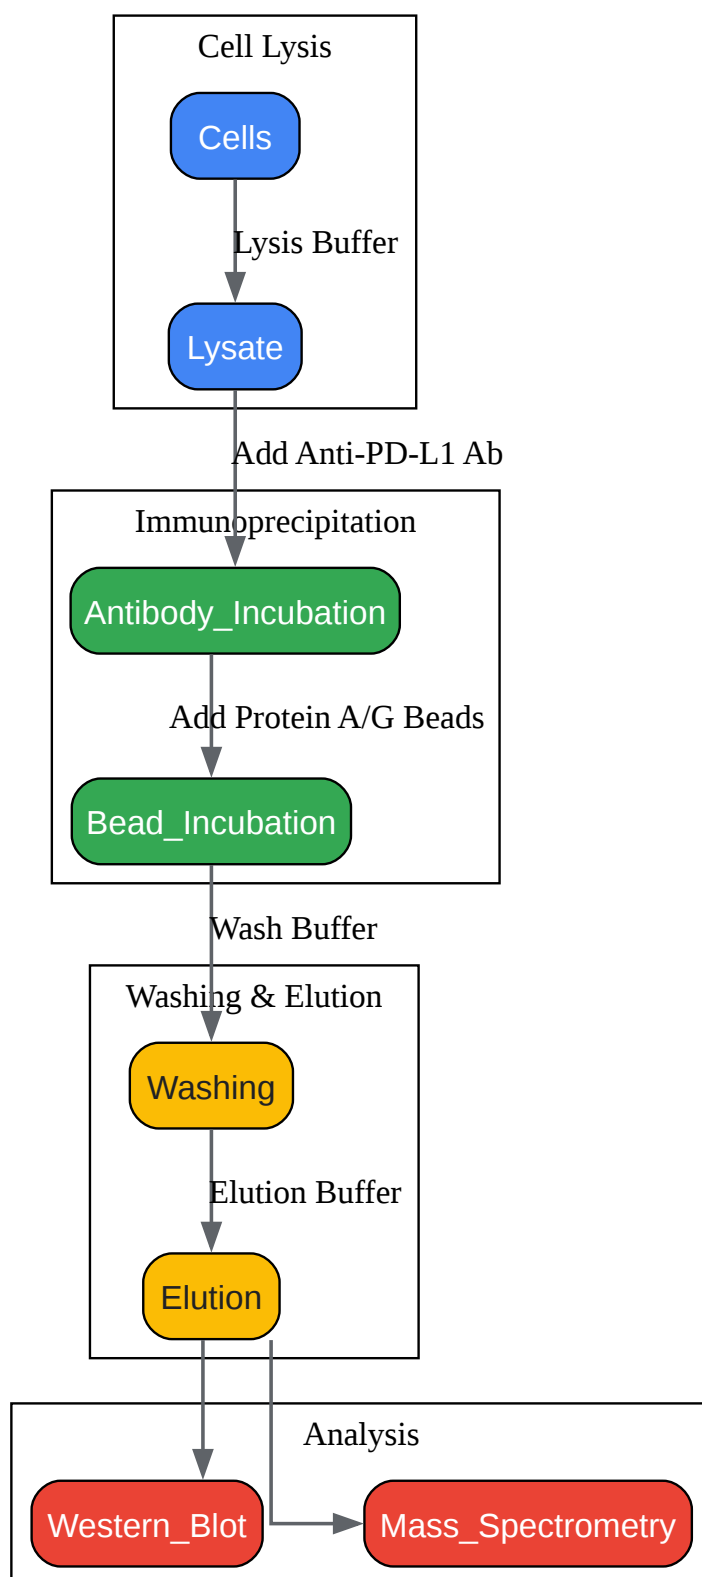 Cell Lysis
Cells
Lysis Buffer
Lysate
Add Anti-PD-L1 Ab
Immunoprecipitation
Antibody_Incubation
Add Protein A/G Beads
Bead_Incubation
Wash Buffer
Washing & Elution
Washing
Elution Buffer
Elution
Analysis
Western_Blot
Mass_Spectrometry